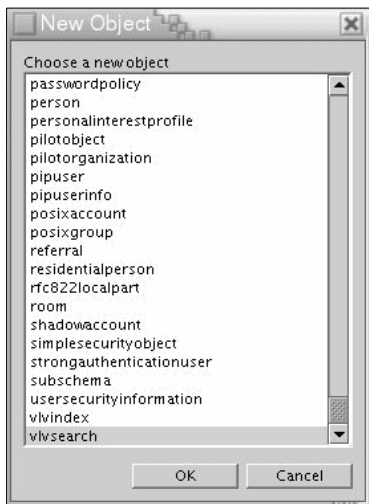 New Object
Choose a new object
passwordpolicy
person
personalinterestprofile
pilotobject
pilotorganization
pipuser
pipuserinfo
posixaccount
posixgroup
referral
residentialperson
rfc822localpart
room
shadowaccount
simplesecurityobject
strongauthenticationuser
subschema
usersecurityinformation
vlvindex
vlvsearch
OK
Cancel